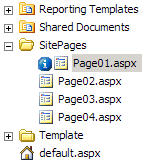 Reporting Templates
Shared Documents
SitePages
Page01.aspx
Page02.aspx
Page03.aspx
Page04.aspx
Template
default.aspx